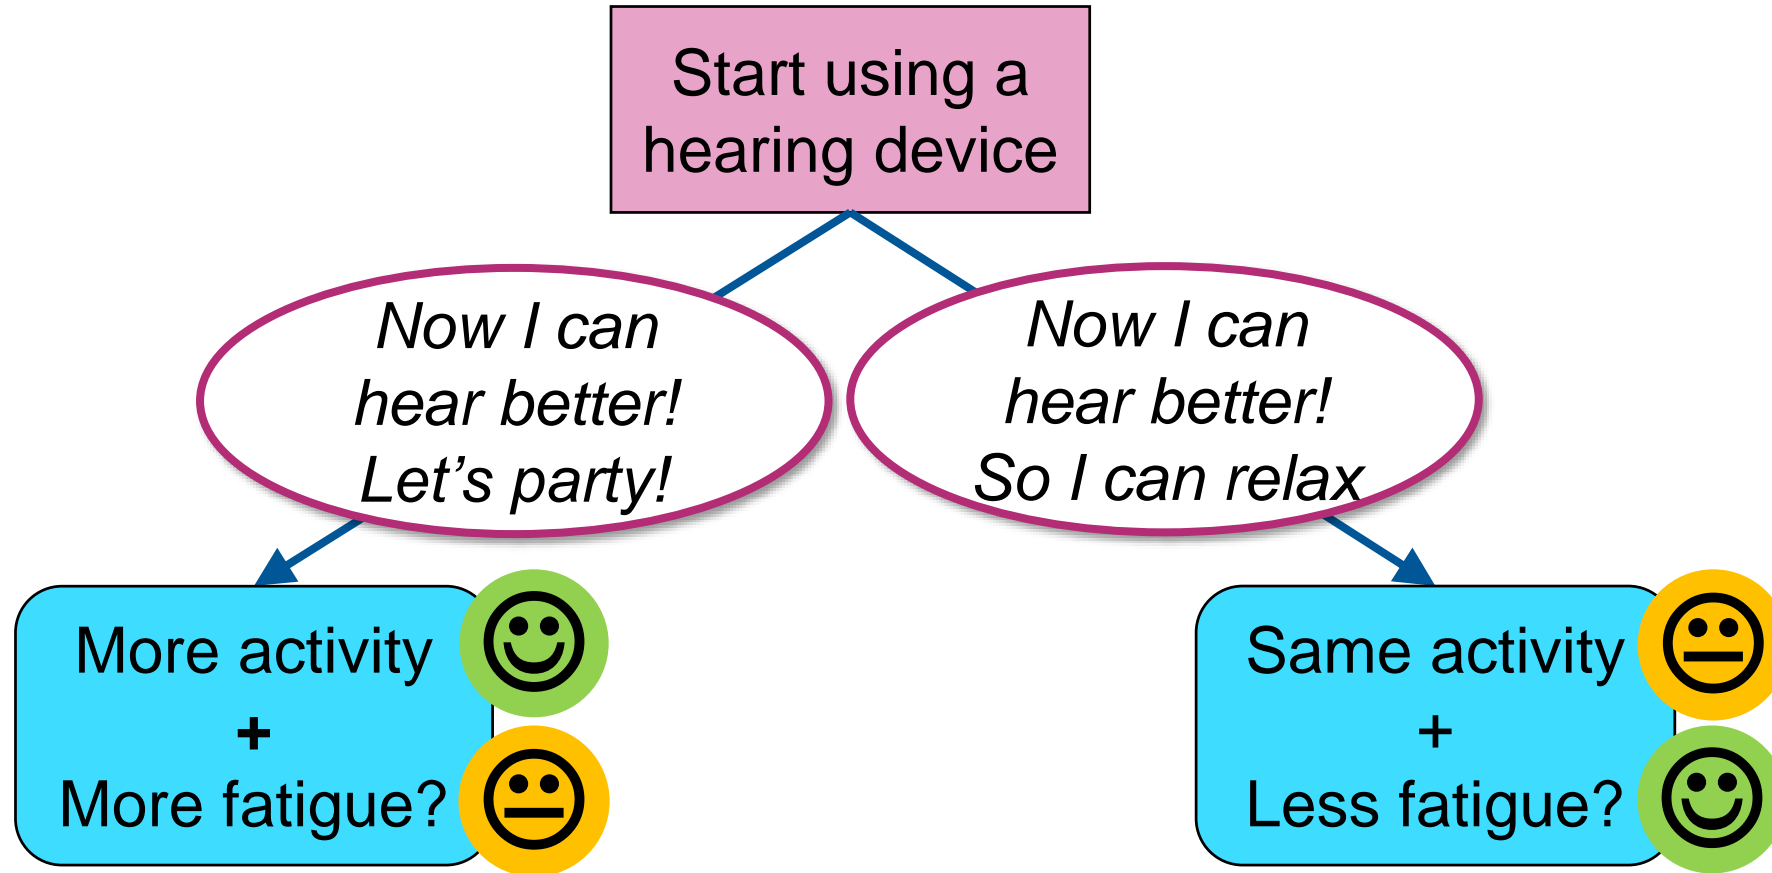 Start using a
hearing device
Now I can
hear better!
Let’s party!
Now I can
hear better!
So I can relax
More activity
+
More fatigue?
Same activity
+
Less fatigue?